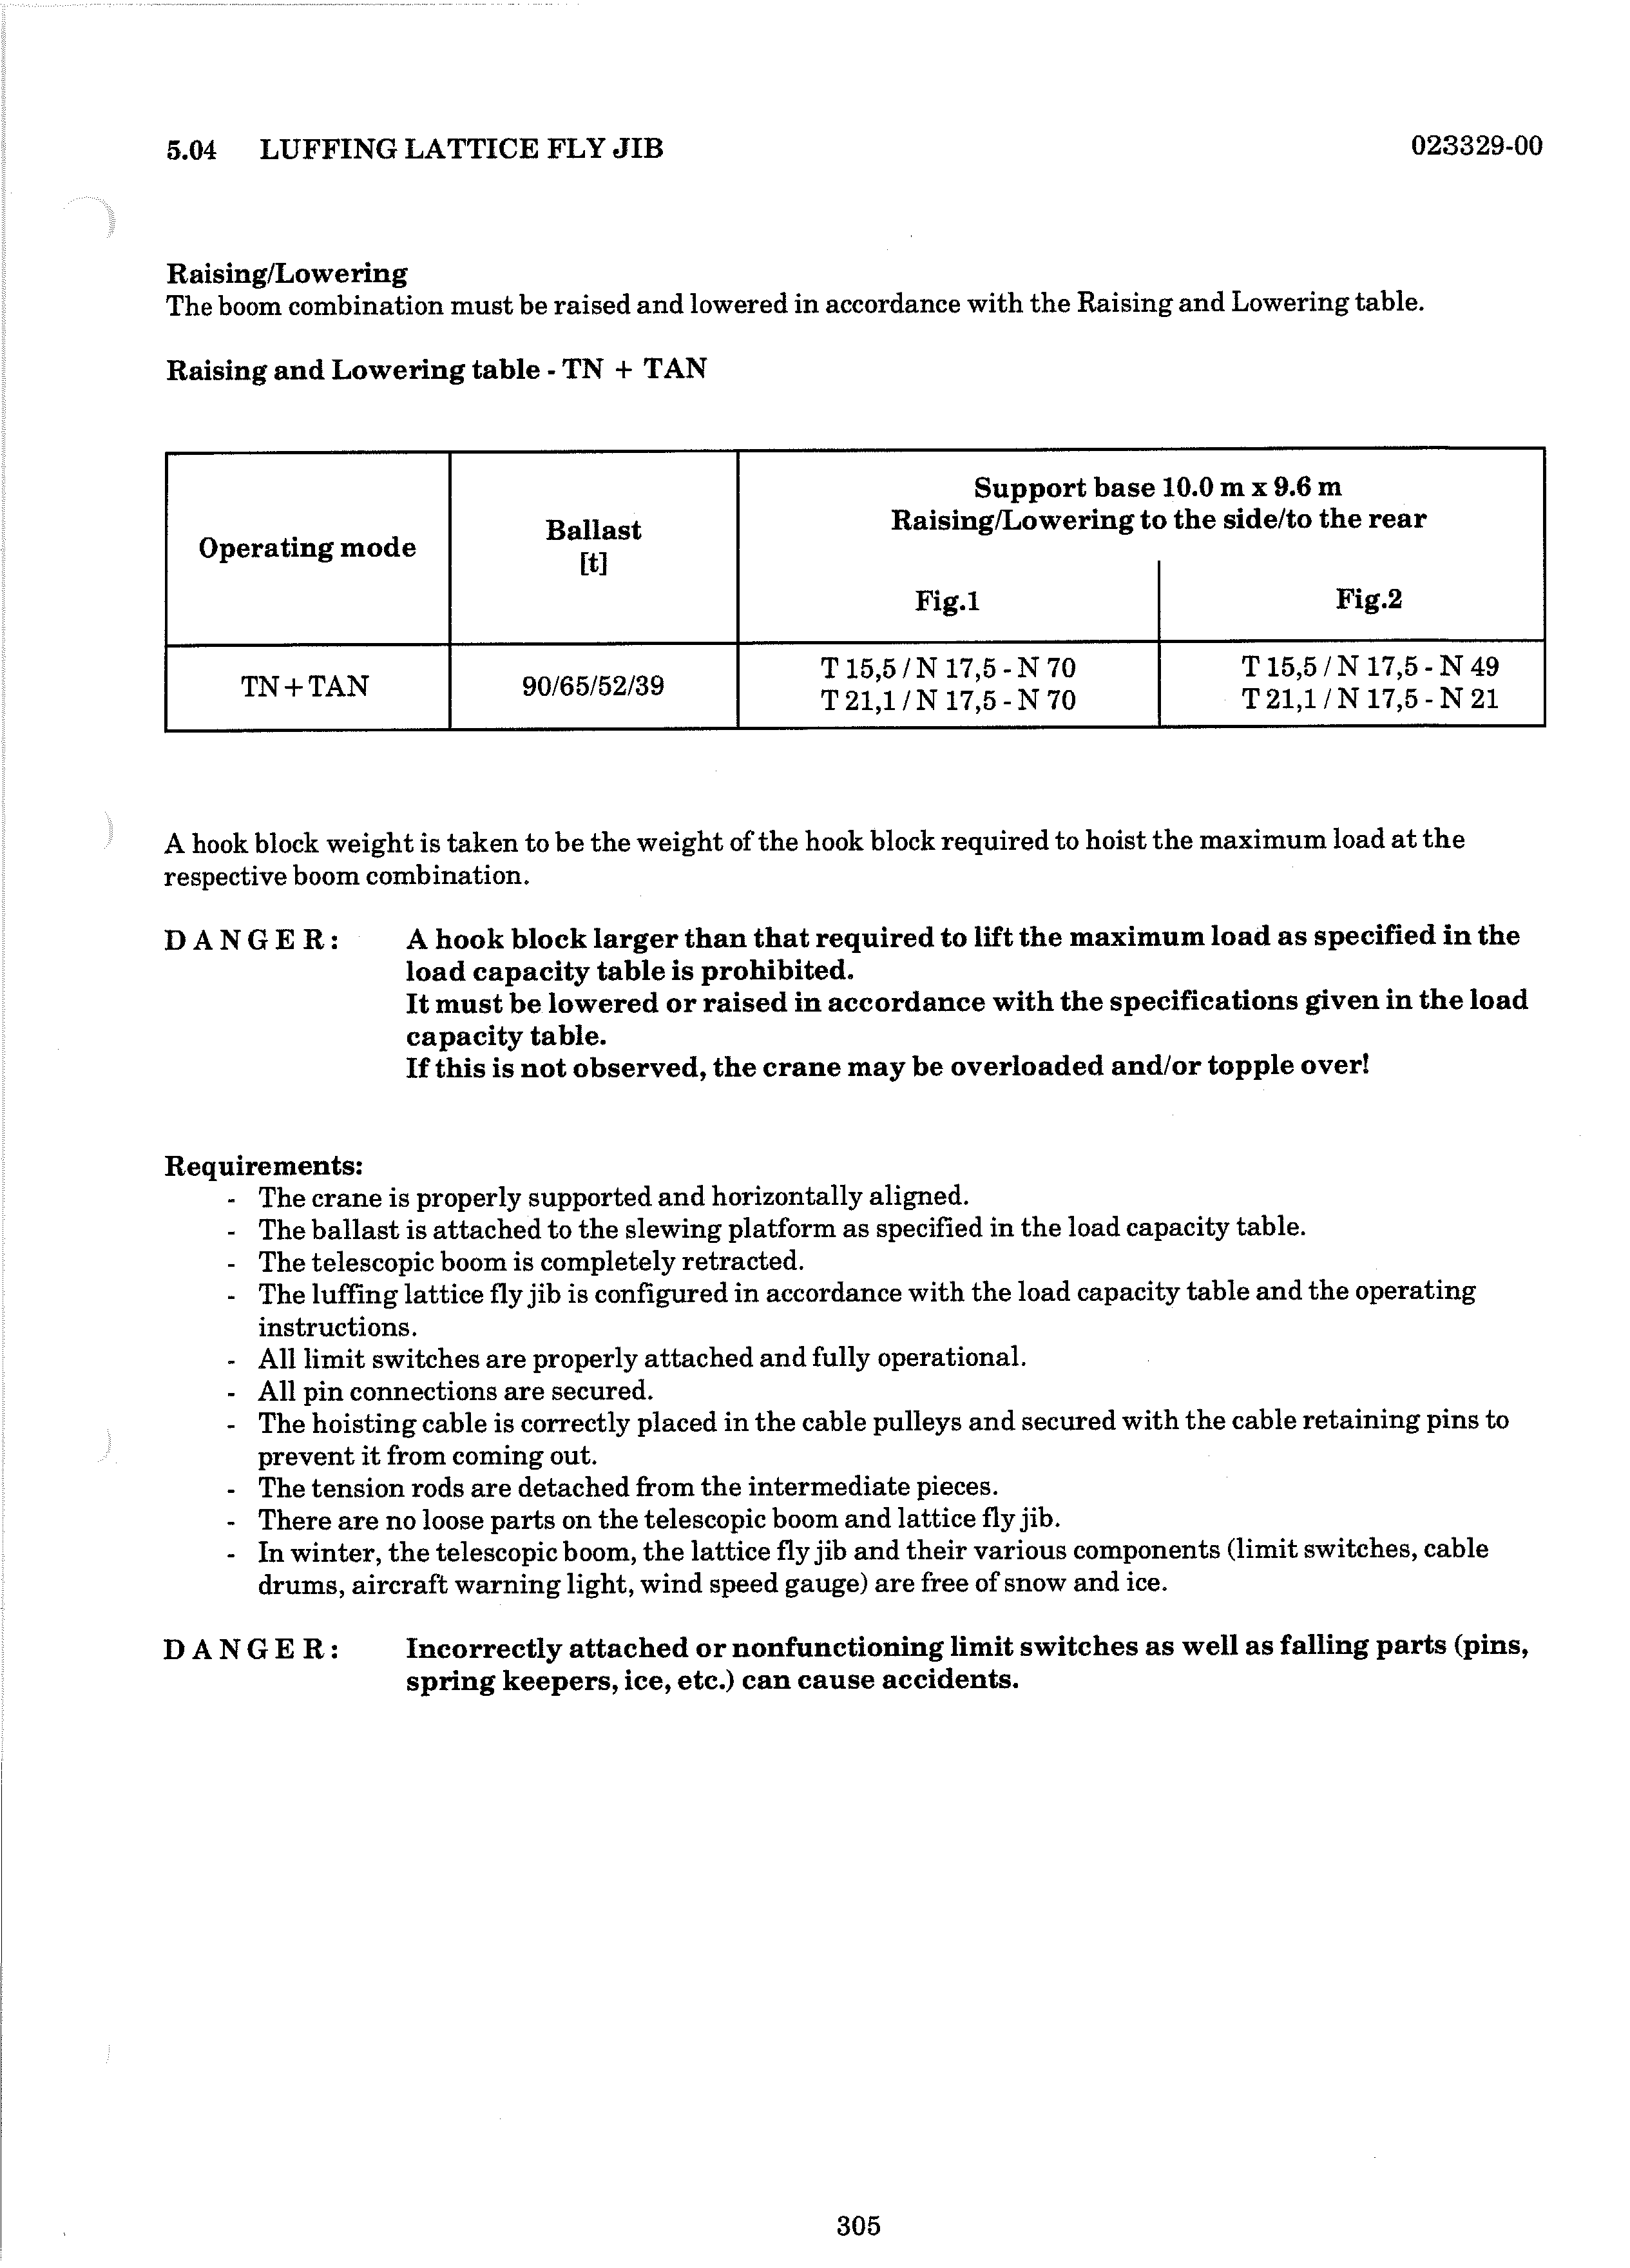 5.04 LUFFING LATTICE FLY JIB 023329-00
Raising/Lowering
The boom combination must be raised and lowered in accordance with the Raising and Lowering table.
Raising and Lowering table - TN + TAN
Support base 10.0 m x 9.6 m
Raising/Lowering to the side/to the rear
Operating mode
Ballast
[t]
Fig.1 Fig.2
TN+TAN
90/65/52/39
T 15,5 / N 17,5 - N 70
T 21,1 / N 17,5 - N 70
T 15,5 / N 17,5 - N 49
T 21,1 / N 17,5 - N 21
A hook block weight is taken to be the weight of the hook block required to hoist the maximum load at the
respective boom combination.
DANGER: A hook block larger than that required to lift the maximum load as specified in the
load capacity table is prohibited.
It must be lowered or raised in accordance with the specifications given in the load
capacity table.
If this is not observed, the crane may be overloaded and/or topple over!
Requirements:
- The crane is properly supported and horizontally aligned.
- The ballast is attached to the slewing platform as specified in the load capacity table.
- The telescopic boom is completely retracted.
- The luffing lattice fly jib is configured in accordance with the load capacity table and the operating
instructions.
- All limit switches are properly attached and fully operational.
- All pin connections are secured.
- The hoisting cable is correctly placed in the cable pulleys and secured with the cable retaining pins to
prevent it from coming out.
- The tension rods are detached from the intermediate pieces.
- There are no loose parts on the telescopic boom and lattice fly jib.
- In winter, the telescopic boom, the lattice fly jib and their various components (limit switches, cable
drums, aircraft warning light, wind speed gauge) are free of snow and ice.
DANGER: Incorrectly attached or nonfunctioning limit switches as well as falling parts (pins,
spring keepers, ice, etc.) can cause accidents.
305